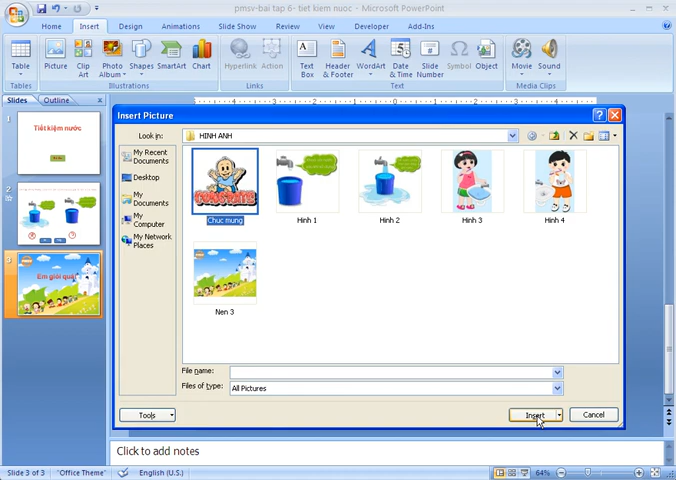 pmsv-bai tap 6- tiet kiem nuoc - Microsoft PowerPoint
Home Insert Design Animations Slide Show Review View Developer Add-Ins
Table Picture Clip Art Photo Album Shapes SmartArt Chart Hyperlink Action Text Box Header & Footer WordArt Date & Time Slide Number Symbol Object Movie Sound
Tables Illustrations Links Text Media Clips
Slides Outline
1
Tiết kiệm nước
2
3
Em giỏi quá!
Insert Picture
Look in: HINH ANH
My Recent Documents
Desktop
My Documents
My Computer
My Network Places
Chuc mung Hinh 1 Hinh 2 Hinh 3 Hinh 4
Nen 3
File name:
Files of type: All Pictures
Tools Insert Cancel
Click to add notes
Slide 3 of 3 "Office Theme" English (U.S.) 64%